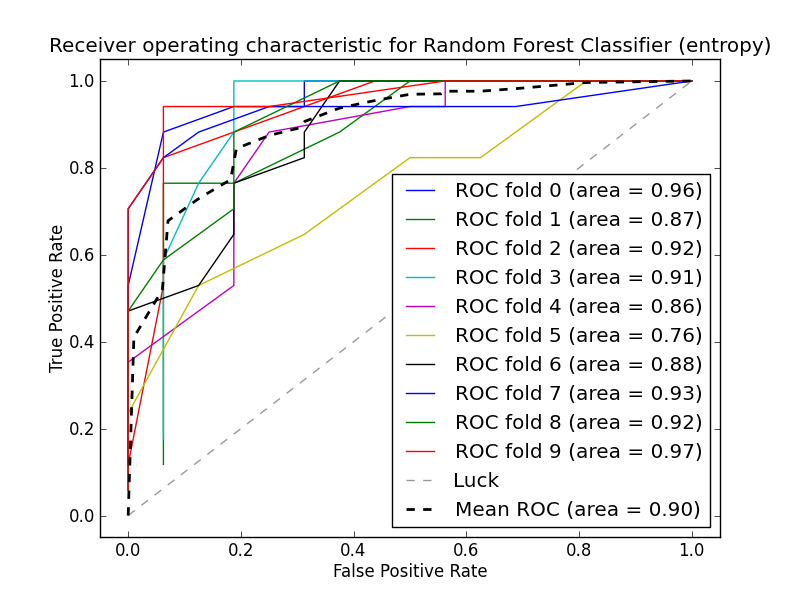 Receiver operating characteristic for Random Forest Classifier (entropy)
1.0
0.8
0.6
0.4
0.2
0.0
True Positive Rate
ROC fold 0 (area = 0.96)
ROC fold 1 (area = 0.87)
ROC fold 2 (area = 0.92)
ROC fold 3 (area = 0.91)
ROC fold 4 (area = 0.86)
ROC fold 5 (area = 0.76)
ROC fold 6 (area = 0.88)
ROC fold 7 (area = 0.93)
ROC fold 8 (area = 0.92)
ROC fold 9 (area = 0.97)
Luck
Mean ROC (area = 0.90)
0.0 0.2 0.4 0.6 0.8 1.0
False Positive Rate